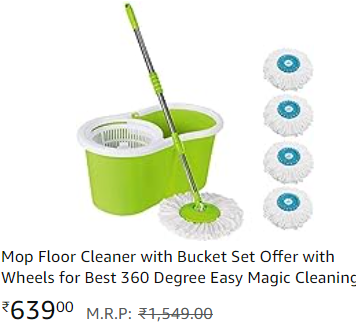 Mop Floor Cleaner with Bucket Set Offer with
Wheels for Best 360 Degree Easy Magic Cleaning
₹63900 M.R.P: ₹1,549.00